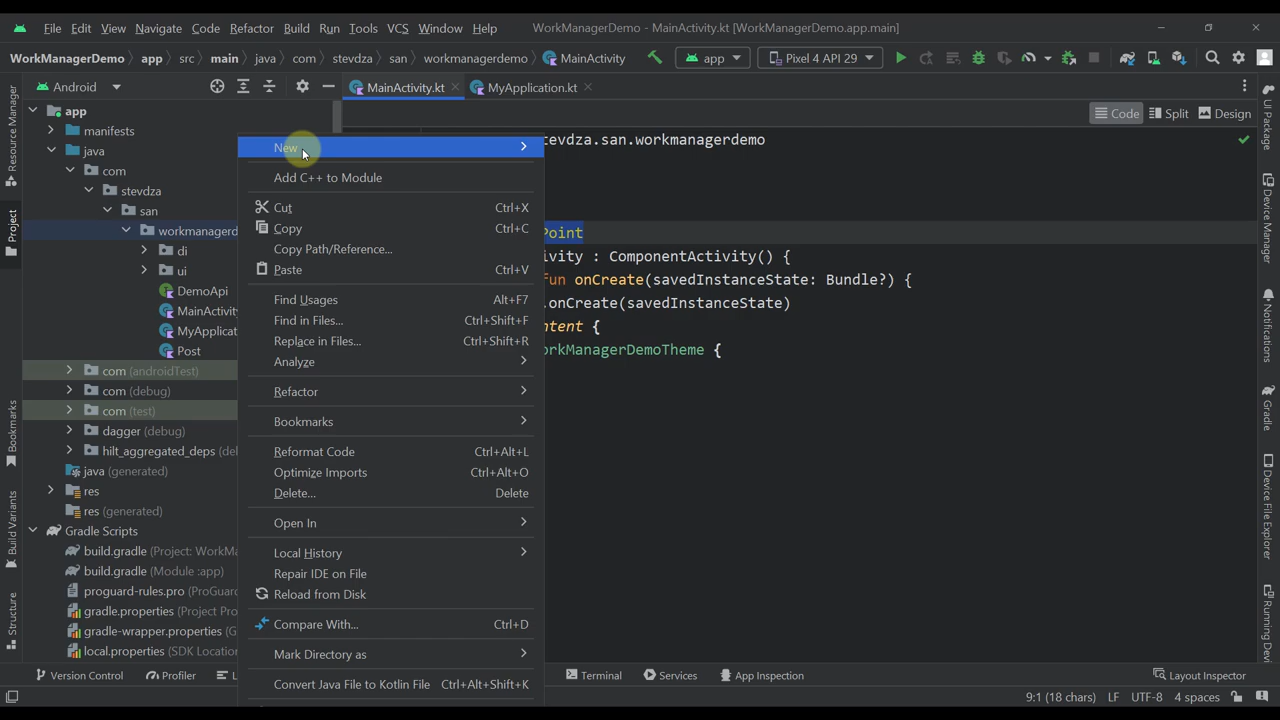 File Edit View Navigate Code Refactor Build Run Tools VCS Window Help WorkManagerDemo - MainActivity.kt [WorkManagerDemo.app.main]
WorkManagerDemo app src main java com stevdza san workmanagerdemo MainActivity app Pixel 4 API 29
Android MainActivity.kt MyApplication.kt
Code Split Design
Resource Manager
Project
Bookmarks
Build Variants
Structure
app
manifests
java
com
stevdza
san
workmanagerd
di
ui
DemoApi
MainActivity
MyApplicat
Post
com (androidTest)
com (debug)
com (test)
dagger (debug)
hilt_aggregated_deps (de
java (generated)
res
res (generated)
Gradle Scripts
build.gradle (Project: WorkMa
build.gradle (Module :app)
proguard-rules.pro (ProGuar
gradle.properties (Project Pro
gradle-wrapper.properties (G
local.properties (SDK Location
New
Add C++ to Module
Cut Ctrl+X
Copy Ctrl+C
Copy Path/Reference...
Paste Ctrl+V
Find Usages Alt+F7
Find in Files... Ctrl+Shift+F
Replace in Files... Ctrl+Shift+R
Analyze
Refactor
Bookmarks
Reformat Code Ctrl+Alt+L
Optimize Imports Ctrl+Alt+O
Delete... Delete
Open In
Local History
Repair IDE on File
Reload from Disk
Compare With... Ctrl+D
Mark Directory as
Convert Java File to Kotlin File Ctrl+Alt+Shift+K
tevdza.san.workmanagerdemo
Point
ivity : ComponentActivity() {
fun onCreate(savedInstanceState: Bundle?) {
.onCreate(savedInstanceState)
ntent {
orkManagerDemoTheme {
UI Package
Device Manager
Notifications
Gradle
Device File Explorer
Running Devi
Version Control Profiler L Terminal Services App Inspection Layout Inspector
9:1 (18 chars) LF UTF-8 4 spaces